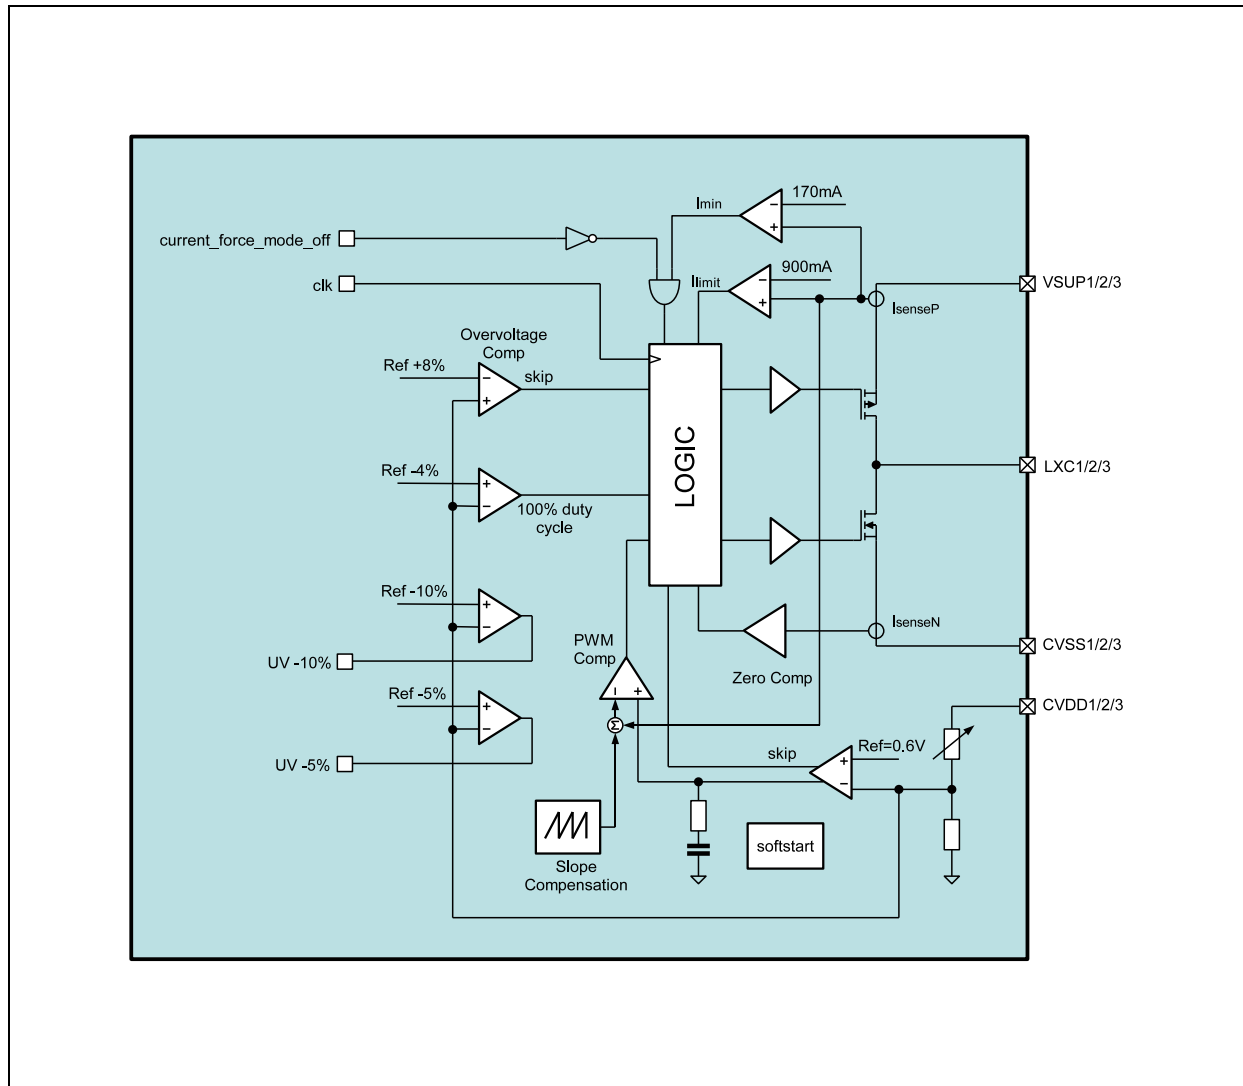 170mA
Imin
current_force_mode_off
900mA
clk
Ilimit
VSUP1/2/3
IsenseP
Overvoltage
Comp
Ref +8%
skip
−
+
−
+
−
+
LOGIC
LXC1/2/3
Ref -4%
+
−
100% duty
cycle
Ref -10%
+
−
IsenseN
PWM
Comp
CVSS1/2/3
UV -10%
Zero Comp
Ref -5%
+
−
− +
CVDD1/2/3
Σ
skip
Ref=0.6V
+
−
UV -5%
softstart
Slope
Compensation